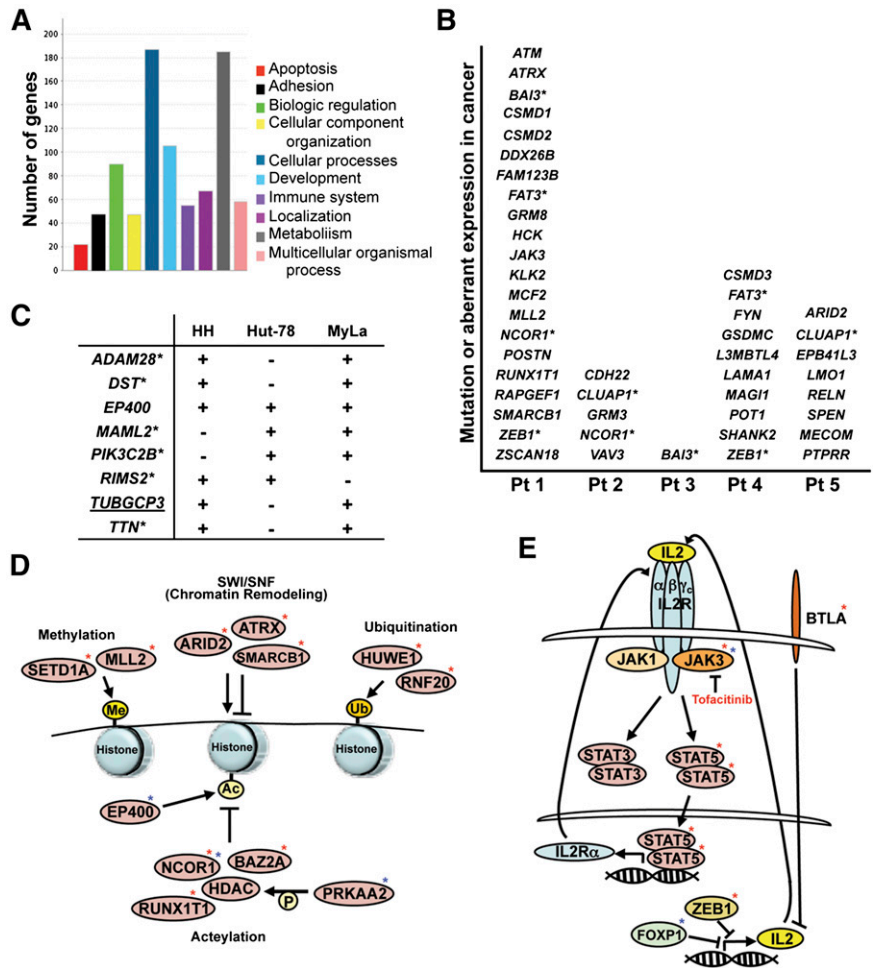 A
Number of genes
200
180
160
140
120
100
80
60
40
20
0
Apoptosis
Adhesion
Biologic regulation
Cellular component
organization
Cellular processes
Development
Immune system
Localization
Metaboliism
Multicellular organismal
process
B
Mutation or aberrant expression in cancer
ATM
ATRX
BAI3*
CSMD1
CSMD2
DDX26B
FAM123B
FAT3*
GRM8
HCK
JAK3
KLK2
MCF2
MLL2
NCOR1*
POSTN
RUNX1T1
RAPGEF1
SMARCB1
ZEB1*
ZSCAN18
Pt 1
CDH22
CLUAP1*
GRM3
NCOR1*
VAV3
Pt 2
BAI3*
Pt 3
CSMD3
FAT3*
FYN
GSDMC
L3MBTL4
LAMA1
MAGI1
POT1
SHANK2
ZEB1*
Pt 4
ARID2
CLUAP1*
EPB41L3
LMO1
RELN
SPEN
MECOM
PTPRR
Pt 5
C
HH Hut-78 MyLa
ADAM28* + - +
DST* + - +
EP400 + + +
MAML2* - + +
PIK3C2B* - + +
RIMS2* + + -
TUBGCP3 + - +
TTN* + - +
D
SWI/SNF
(Chromatin Remodeling)
Methylation
SETD1A*
MLL2*
Me
Histone
ARID2*
ATRX*
SMARCB1*
Histone
Ac
Ubiquitination
HUWE1*
RNF20*
Ub
Histone
EP400*
NCOR1**
BAZ2A*
HDAC
RUNX1T1*
P
PRKAA2*
Acteylation
E
IL2
α β γc
IL2R
BTLA*
JAK1
JAK3**
Tofacitinib
STAT3
STAT3
STAT5*
STAT5*
STAT5*
STAT5*
IL2Rα
ZEB1*
FOXP1*
IL2